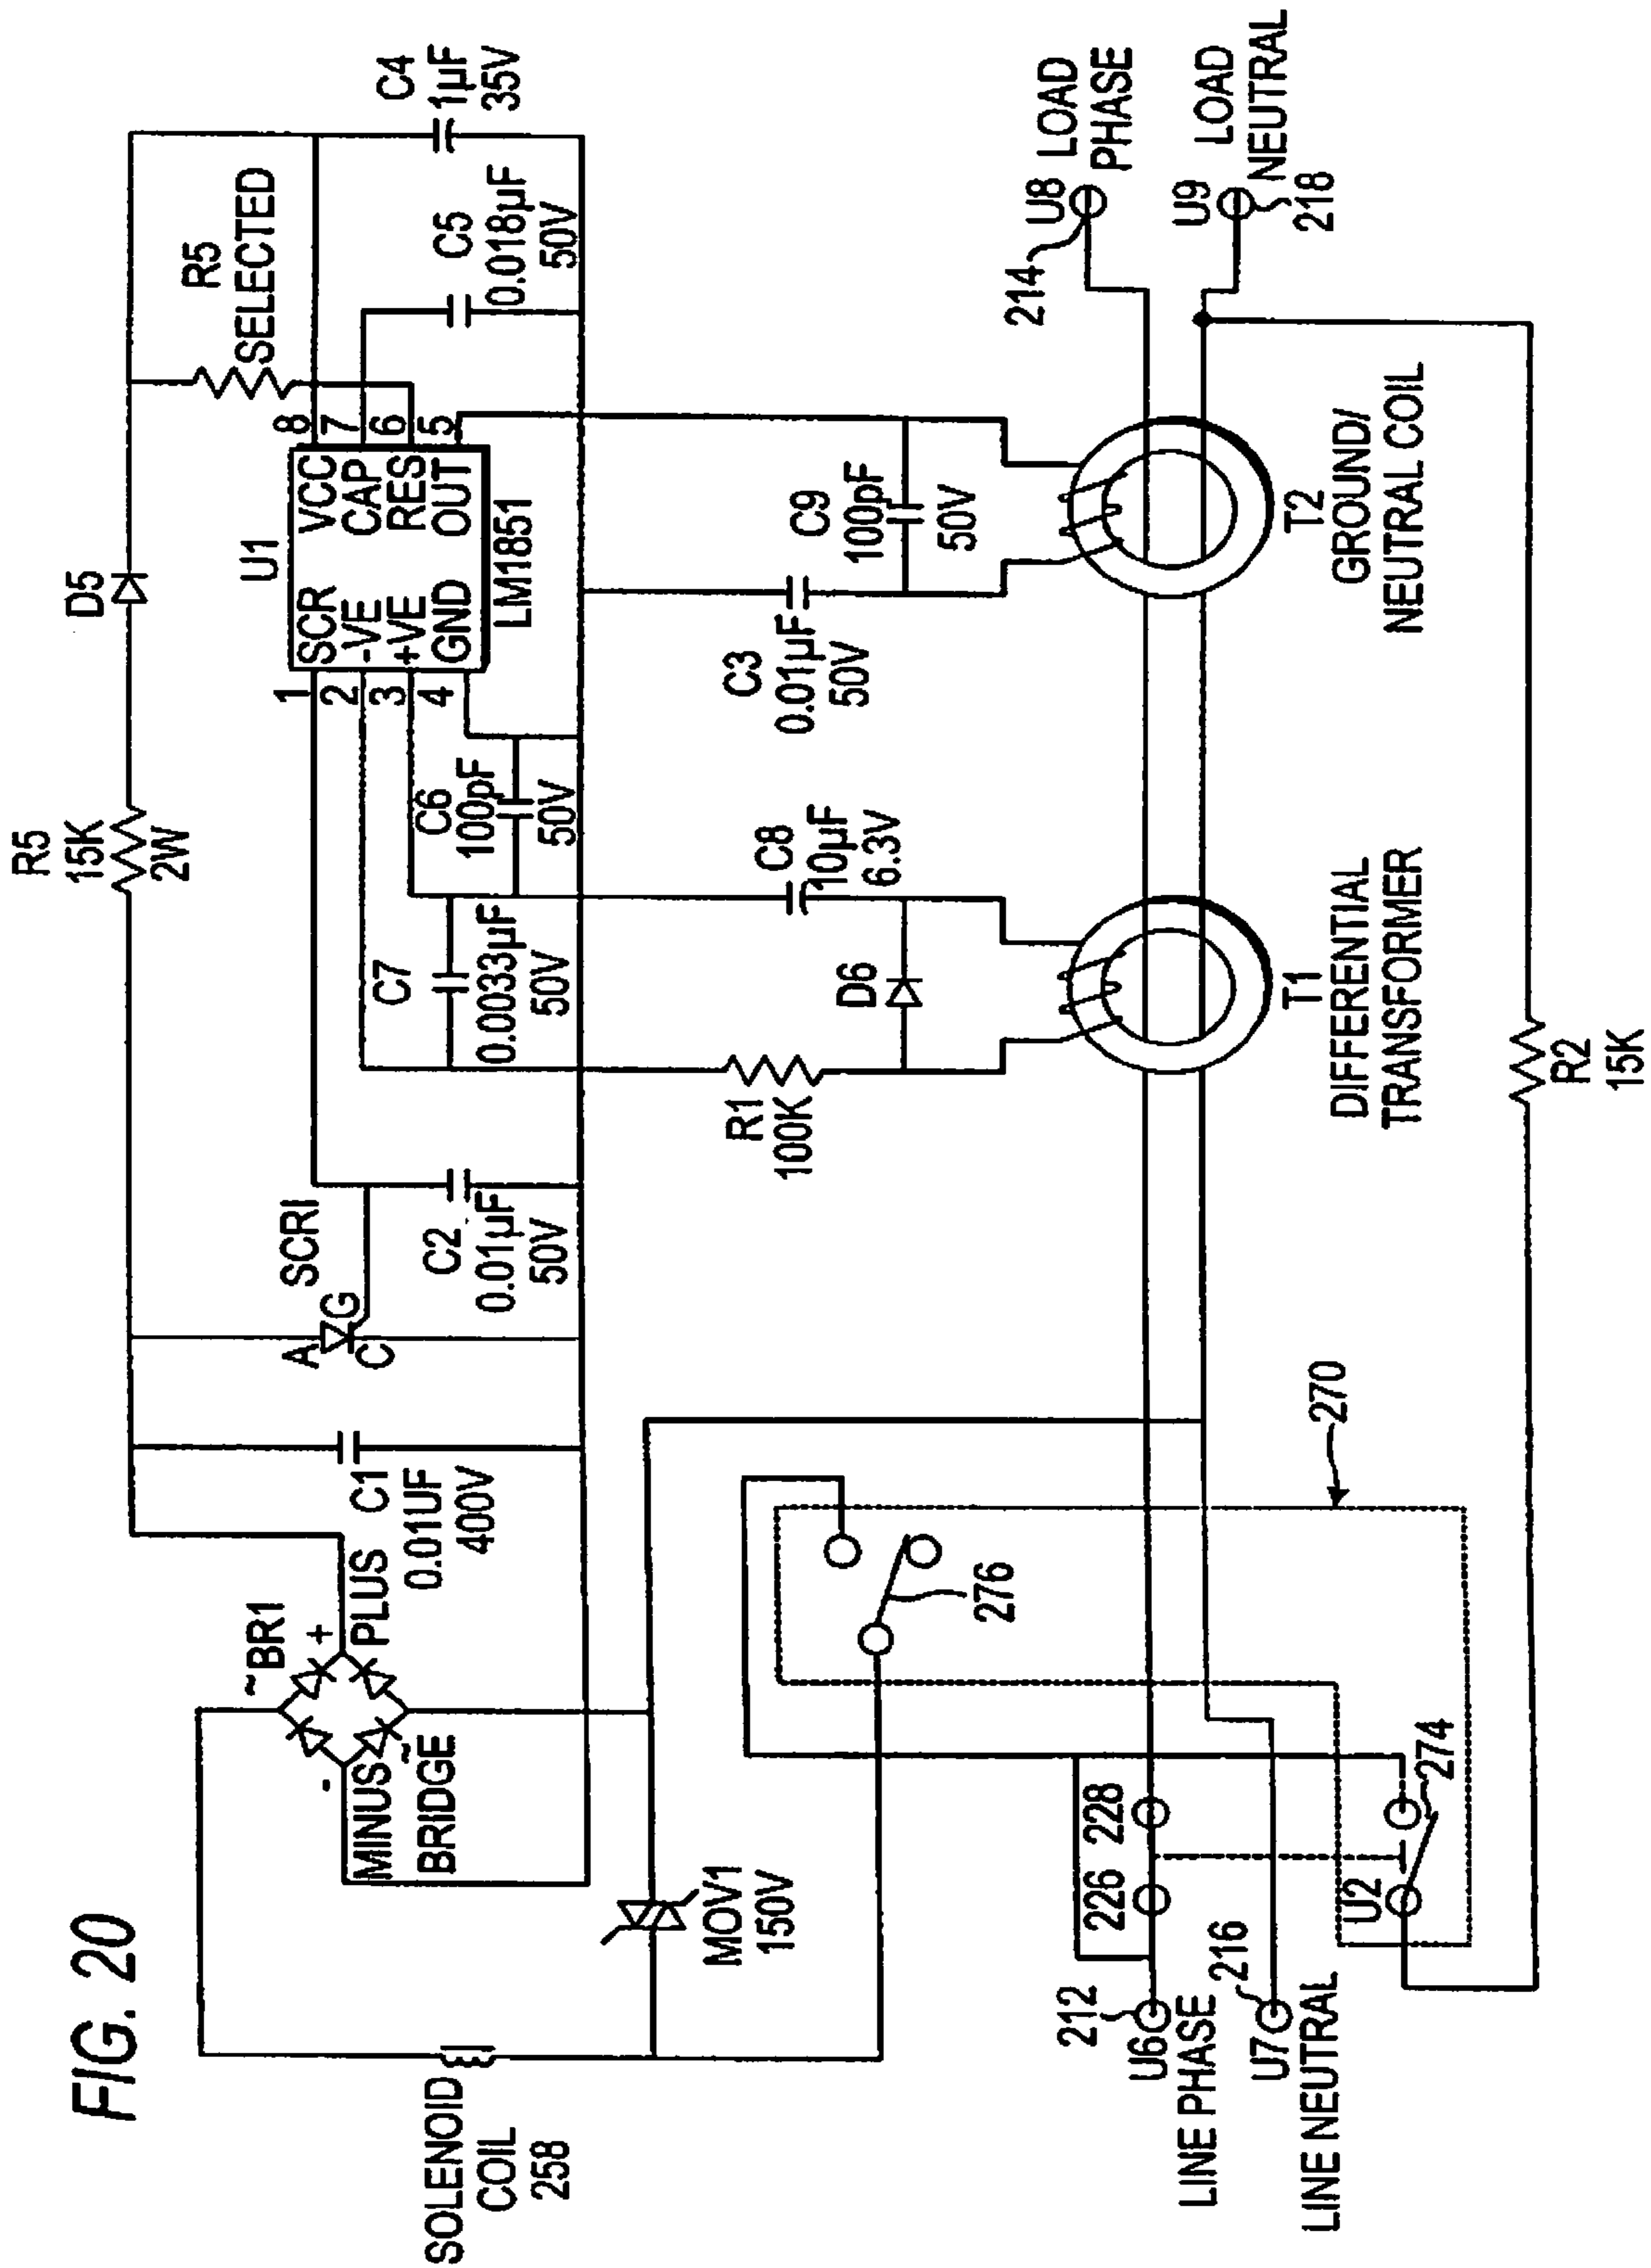 FIG. 20
R5
15K
2W
D5
R5
SELECTED
C4
1µF
35V
C5
0.018µF
50V
U1
SCR VCC
-VE CAP
+VE RES
GND OUT
LM1851
1
2
3
4
8
7
6
5
~
BR1
+
PLUS
-
MINUS
~
BRIDGE
C1
0.01UF
400V
SCRI
A
G
C
C2
0.01µF
50V
C7
0.0033µF
50V
C6
100pF
50V
C8
10µF
6.3V
C3
0.01µF
50V
C9
100pF
50V
SOLENOID
COIL
258
MOV1
150V
R1
100K
D6
276
270
T1
DIFFERENTIAL
TRANSFORMER
T2
GROUND/
NEUTRAL COIL
214
U8
LOAD
PHASE
U9
LOAD
NEUTRAL
218
212
U6
LINE PHASE
226
228
216
U7
LINE NEUTRAL
U2
274
R2
15K